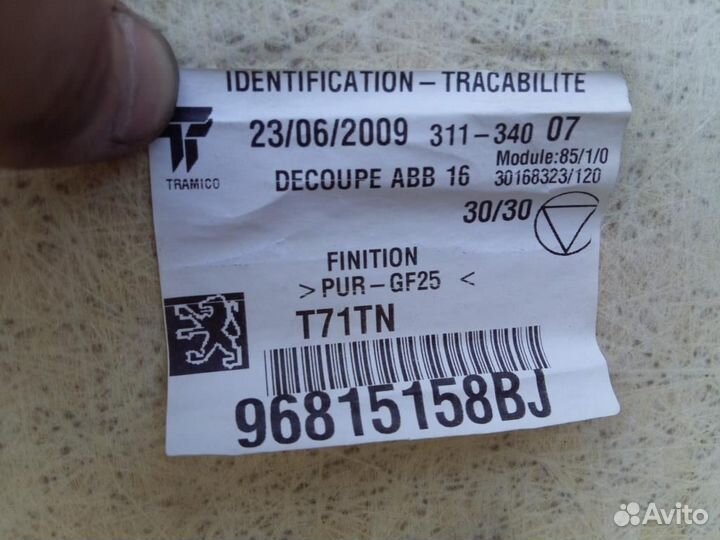 IDENTIFICATION - TRACABILITE
TRAMICO
23/06/2009 311-340 07
Module:85/1/0
DECOUPE ABB 16 30168323/120
30/30
FINITION
>PUR-GF25 <
T71TN
96815158BJ
Avito